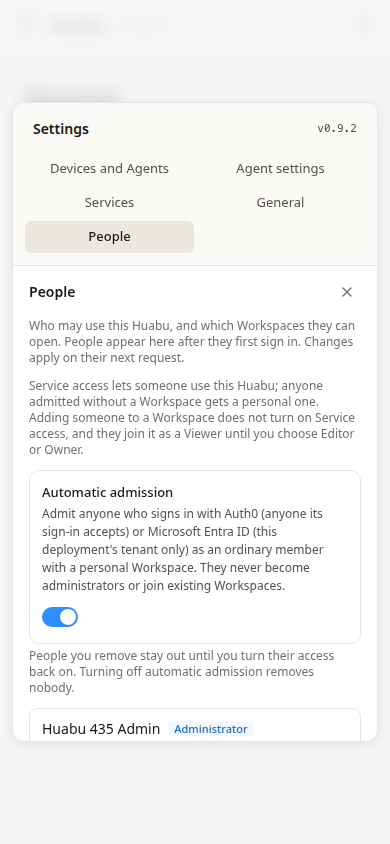 Settings
v0.9.2
Devices and Agents
Agent settings
Services
General
People
People
Who may use this Huabu, and which Workspaces they can
open. People appear here after they first sign in. Changes
apply on their next request.
Service access lets someone use this Huabu; anyone
admitted without a Workspace gets a personal one.
Adding someone to a Workspace does not turn on Service
access, and they join it as a Viewer until you choose Editor
or Owner.
Automatic admission
Admit anyone who signs in with Auth0 (anyone its
sign-in accepts) or Microsoft Entra ID (this
deployment's tenant only) as an ordinary member
with a personal Workspace. They never become
administrators or join existing Workspaces.
People you remove stay out until you turn their access
back on. Turning off automatic admission removes
nobody.
Huabu 435 Admin
Administrator